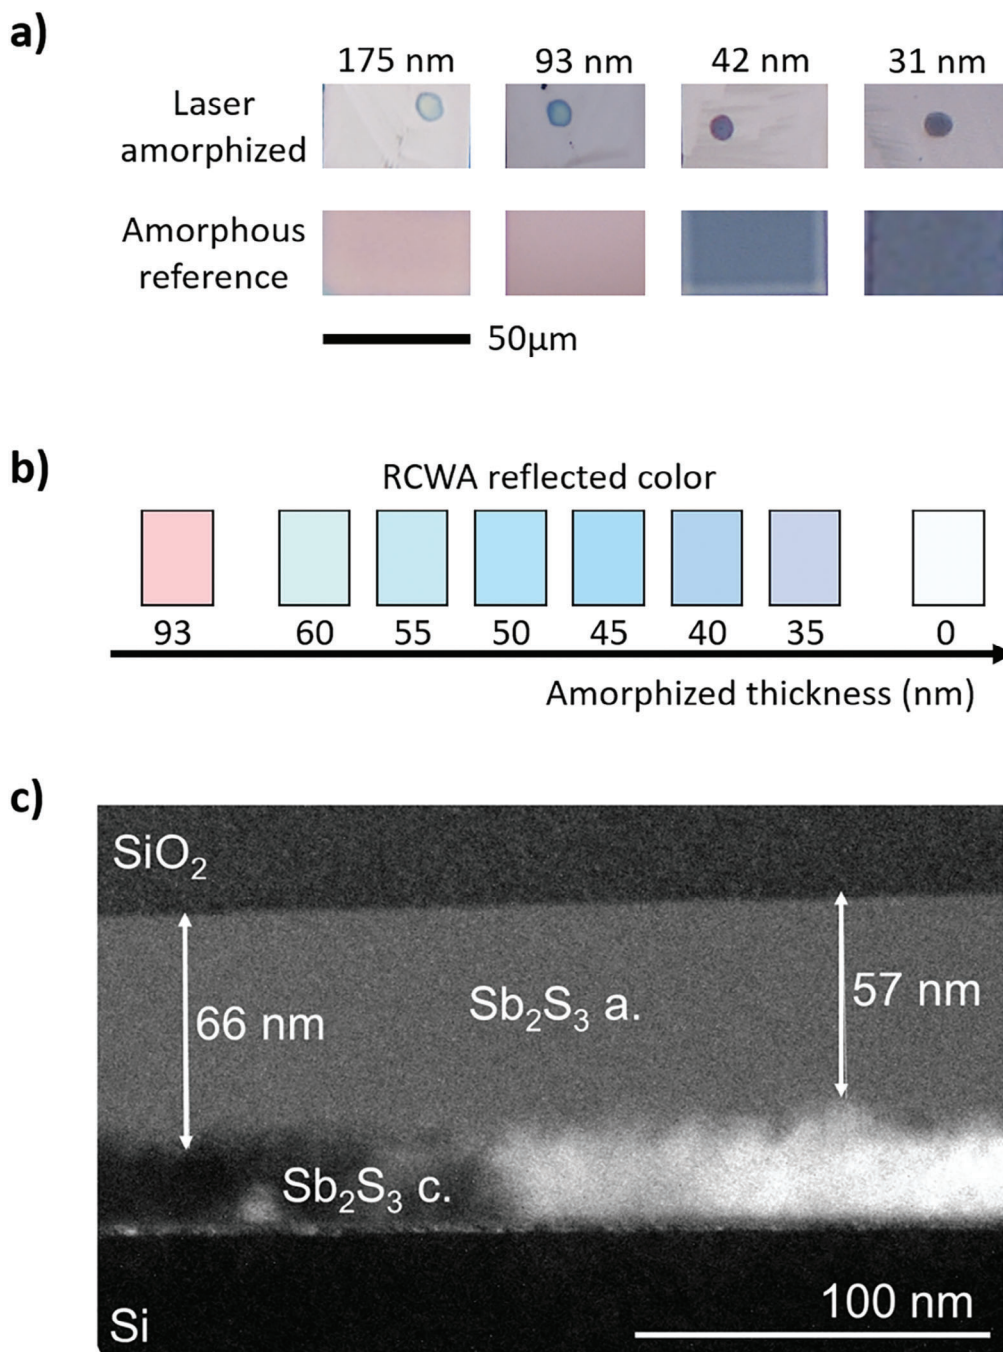 a)
175 nm 93 nm 42 nm 31 nm
Laser
amorphized
Amorphous
reference
50μm
b)
RCWA reflected color
93 60 55 50 45 40 35 0
Amorphized thickness (nm)
c)
SiO₂
66 nm
Sb₂S₃ a.
57 nm
Sb₂S₃ c.
Si
100 nm